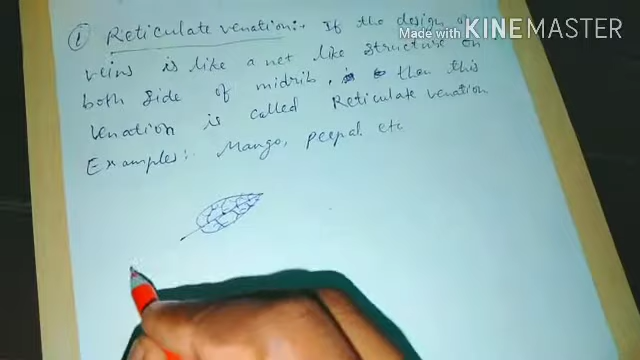 Made with KINEMASTER
① Reticulate venation:- If the design of
veins is like a net like structure on
both side of midrib, then this
venation is called Reticulate venation
Examples:- Mango, peepal etc